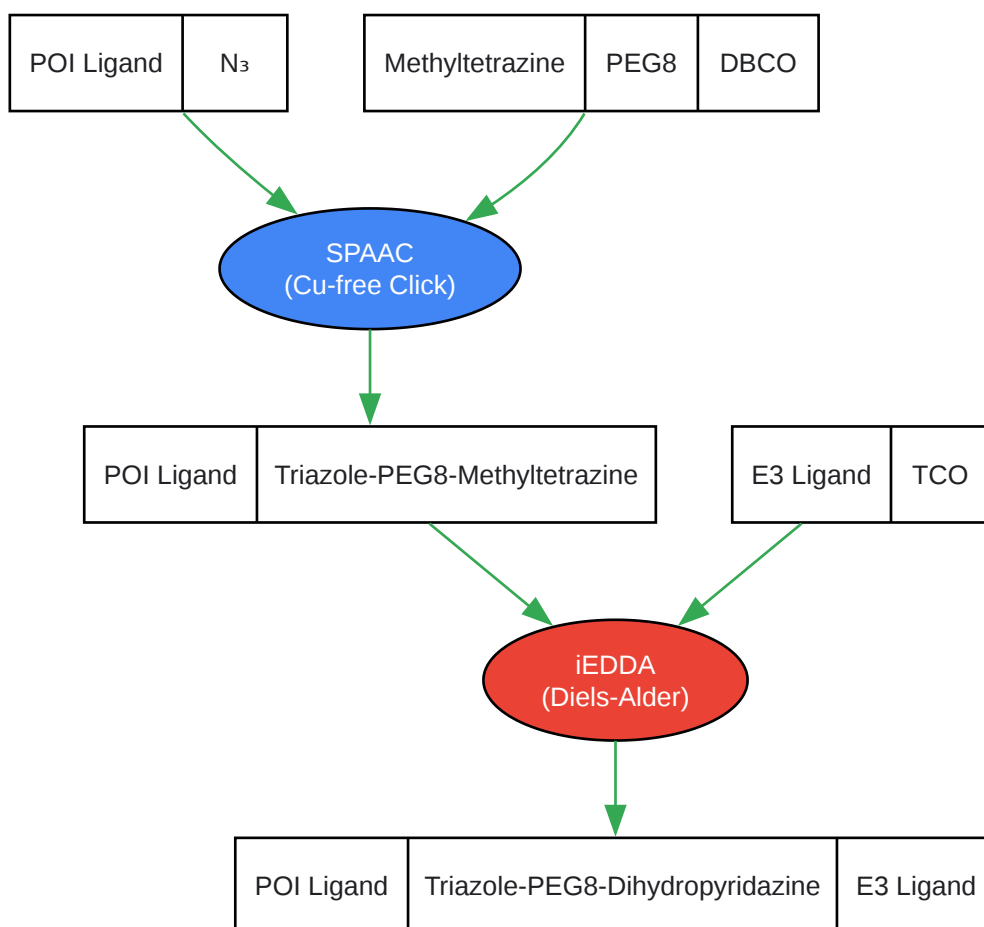 POI Ligand N₃ Methyltetrazine PEG8 DBCO
SPAAC
(Cu-free Click)
POI Ligand Triazole-PEG8-Methyltetrazine E3 Ligand TCO
iEDDA
(Diels-Alder)
POI Ligand Triazole-PEG8-Dihydropyridazine E3 Ligand